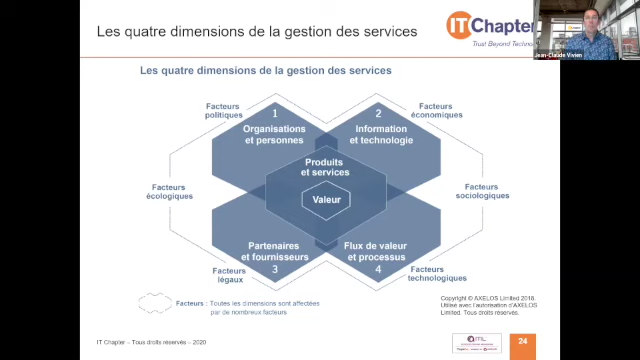 Les quatre dimensions de la gestion des services
IT Chapter
Trust Beyond Techno
Jean-Claude Vivien
Les quatre dimensions de la gestion des services
Facteurs
politiques
1
Organisations
et personnes
2
Information
et technologie
Facteurs
économiques
Produits
et services
Facteurs
écologiques
Valeur
Facteurs
sociologiques
Partenaires
et fournisseurs
3
Flux de valeur
et processus
4
Facteurs
légaux
Facteurs
technologiques
Facteurs : Toutes les dimensions sont affectées
par de nombreux facteurs
Copyright © AXELOS Limited 2018.
Utilisé avec l'autorisation d'AXELOS
Limited. Tous droits réservés.
IT Chapter – Tous droits réservés – 2020
ITIL
24